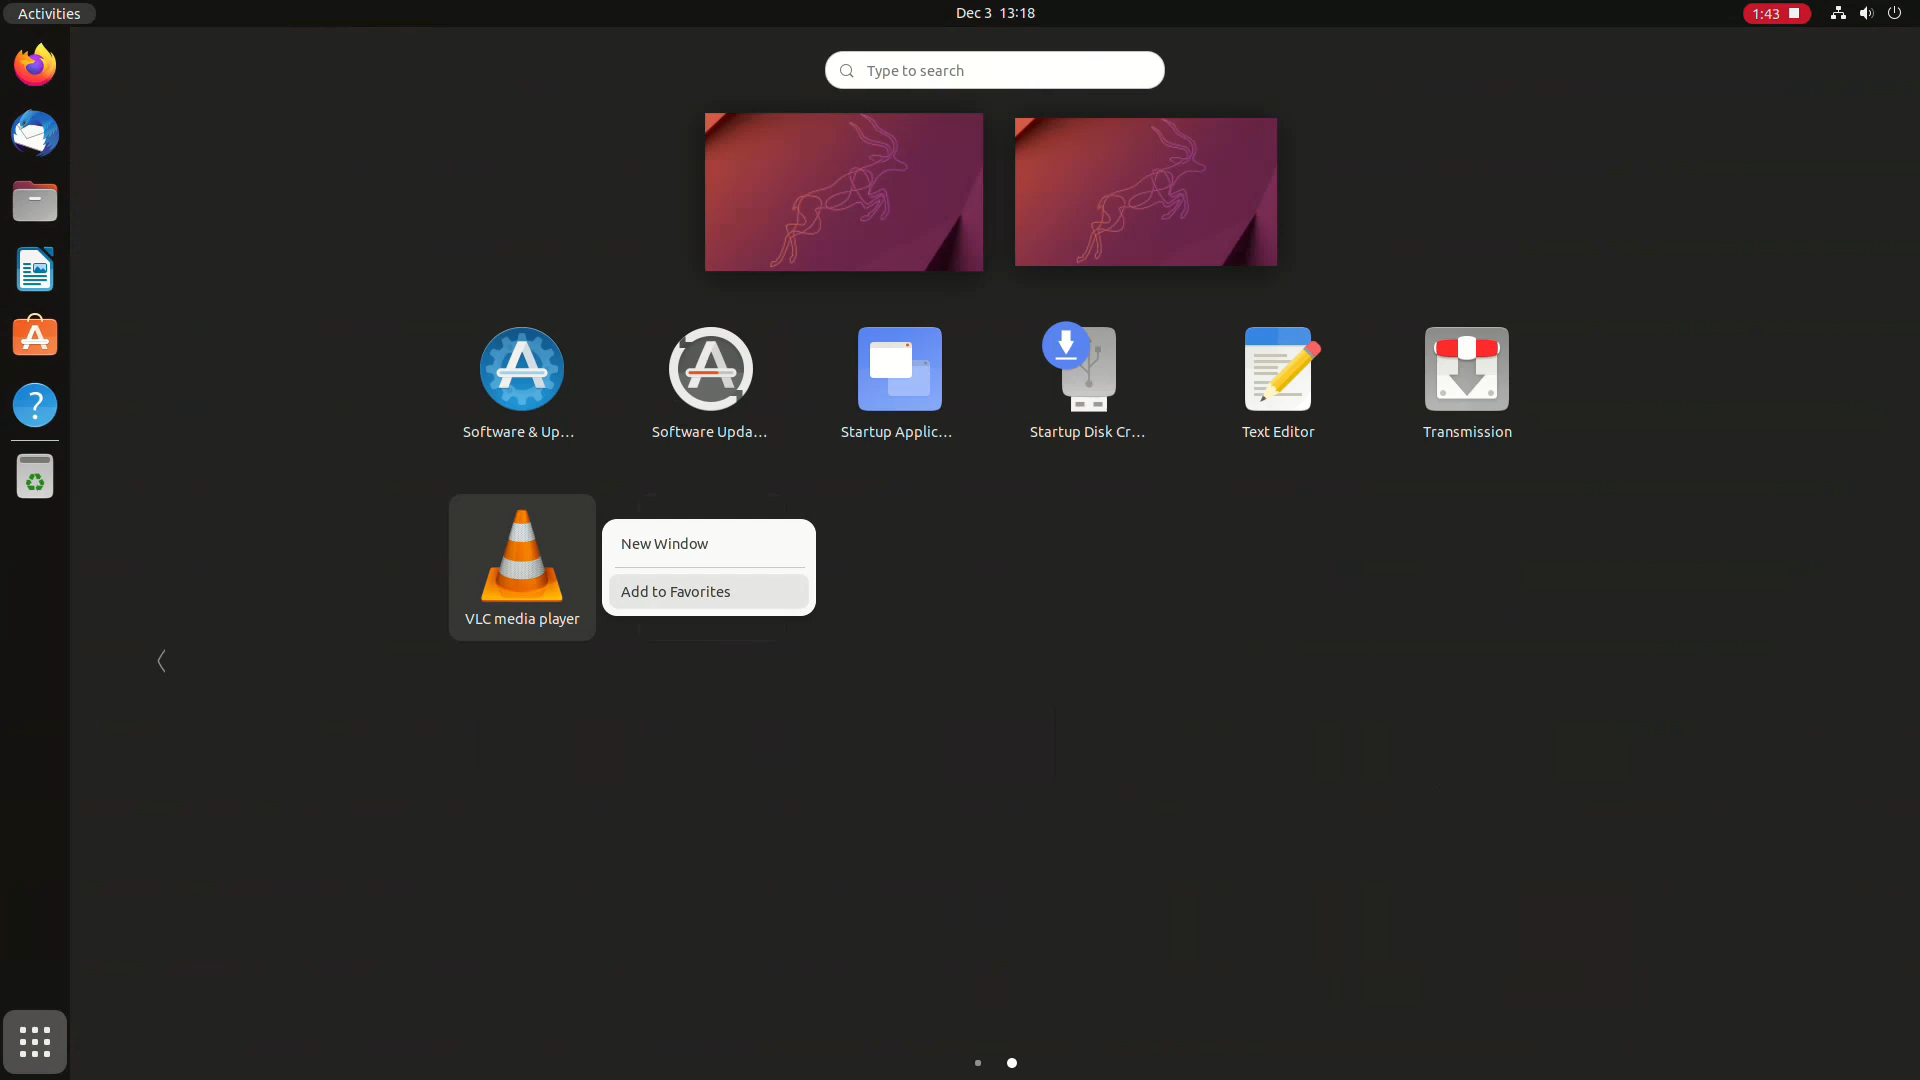 Activities
Dec 3 13:18
1:43
Type to search
Software & Up...
Software Upda...
Startup Applic...
Startup Disk Cr...
Text Editor
Transmission
New Window
Add to Favorites
VLC media player